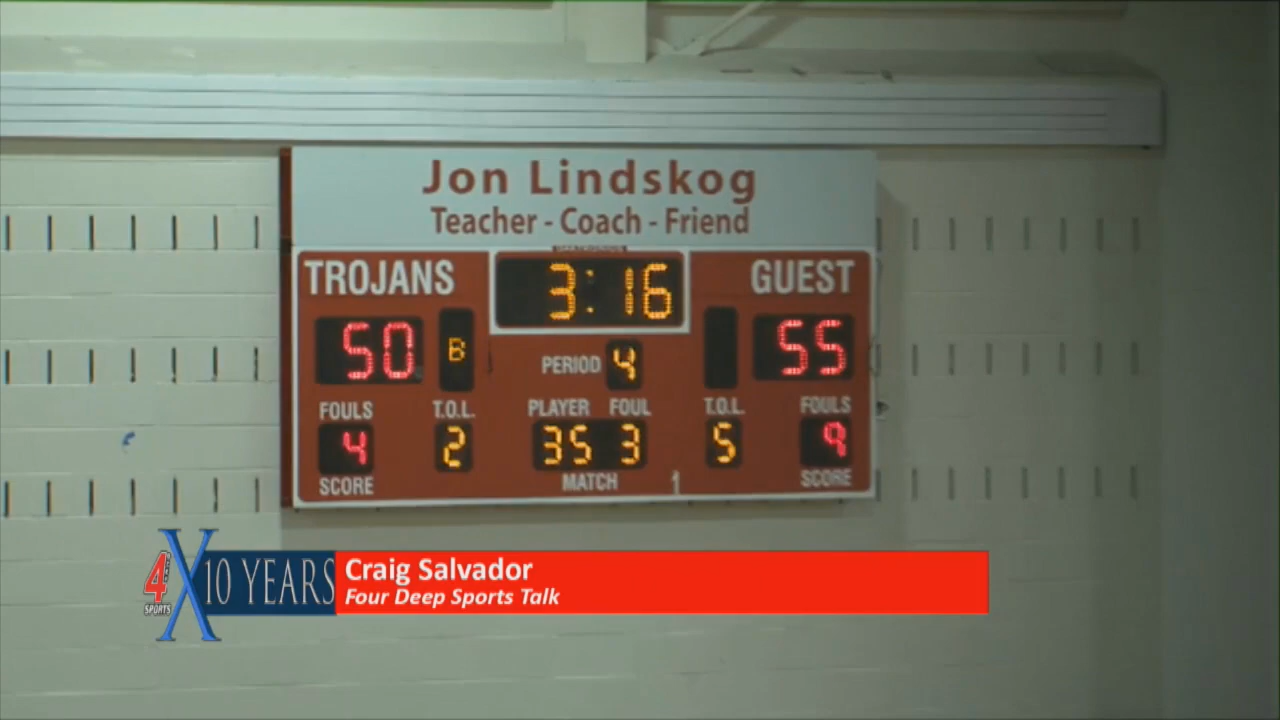 Jon Lindskog
Teacher - Coach - Friend
TROJANS 3:16 GUEST
50 B 55
PERIOD 4
FOULS T.O.L. PLAYER FOUL T.O.L. FOULS
4 2 35 3 5 9
SCORE MATCH 1 SCORE
4 SPORTS X 10 YEARS
Craig Salvador
Four Deep Sports Talk